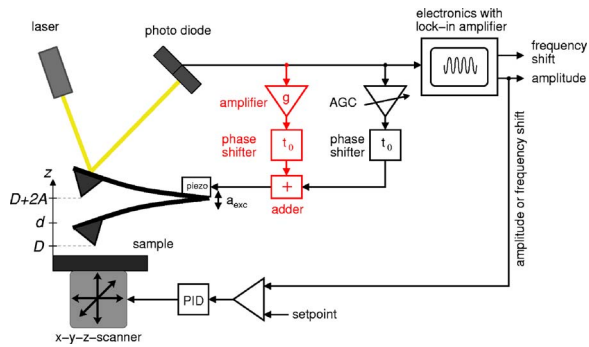 laser
photo diode
electronics with
lock-in amplifier
frequency
shift
amplitude
amplifier
g
AGC
phase
shifter
t₀
phase
shifter
t₀
z
D+2A
d
D
piezo
a_exc
+
adder
amplitude or frequency shift
sample
PID
setpoint
x-y-z-scanner